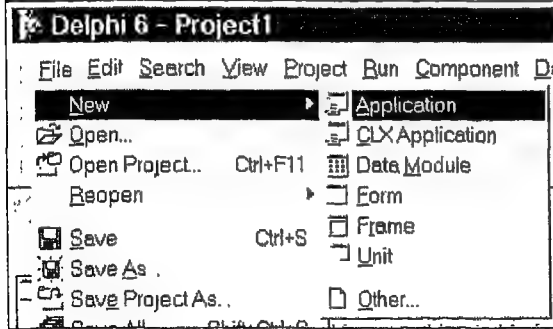 Delphi 6 - Project1
File Edit Search View Project Run Component
New
Open...
Open Project... Ctrl+F11
Reopen
Save Ctrl+S
Save As .
Save Project As. .
Application
CLX Application
Data Module
Form
Frame
Unit
Other...